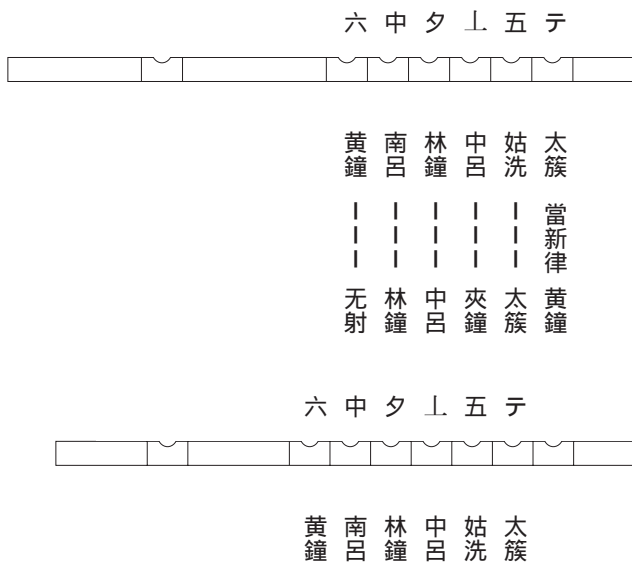 六 中 夕 丄 五 テ
黄鐘 南呂 林鐘 中呂 姑洗 太簇
當新律
无射 林鐘 中呂 夾鐘 太簇 黄鐘
六 中 夕 丄 五 テ
黄鐘 南呂 林鐘 中呂 姑洗 太簇